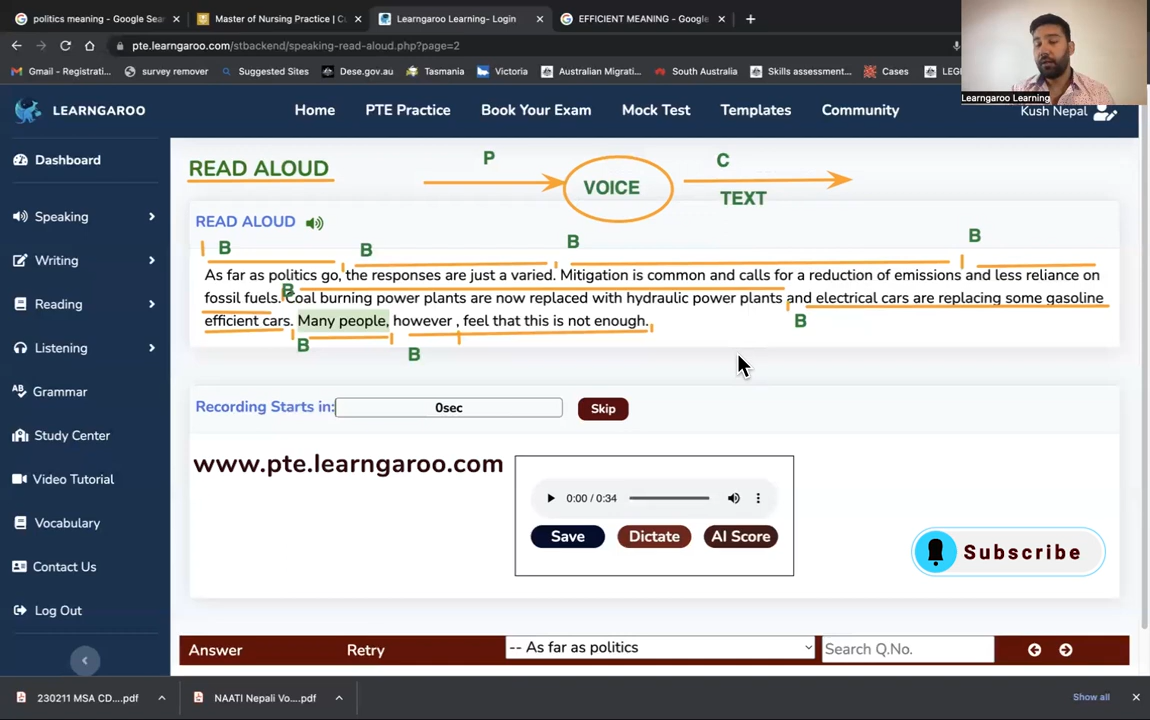 politics meaning - Google Sea
Master of Nursing Practice | Cu
Learngaroo Learning- Login
EFFICIENT MEANING - Google
pte.learngaroo.com/stbackend/speaking-read-aloud.php?page=2
Gmail - Registrati...
survey remover
Suggested Sites
Dese.gov.au
Tasmania
Victoria
Australian Migrati...
South Australia
Skills assessment...
Cases
LEGI
Learngaroo Learning
LEARNGAROO
Home
PTE Practice
Book Your Exam
Mock Test
Templates
Community
Kush Nepal
Dashboard
Speaking
Writing
Reading
Listening
Grammar
Study Center
Video Tutorial
Vocabulary
Contact Us
Log Out
READ ALOUD
P
VOICE
C
TEXT
READ ALOUD
B
B
B
B
As far as politics go, the responses are just a varied. Mitigation is common and calls for a reduction of emissions and less reliance on
B
fossil fuels. Coal burning power plants are now replaced with hydraulic power plants and electrical cars are replacing some gasoline
efficient cars. Many people, however , feel that this is not enough.
B
B
B
Recording Starts in:
0sec
Skip
www.pte.learngaroo.com
0:00 / 0:34
Save
Dictate
AI Score
Subscribe
Answer
Retry
-- As far as politics
Search Q.No.
230211 MSA CD....pdf
NAATI Nepali Vo....pdf
Show all